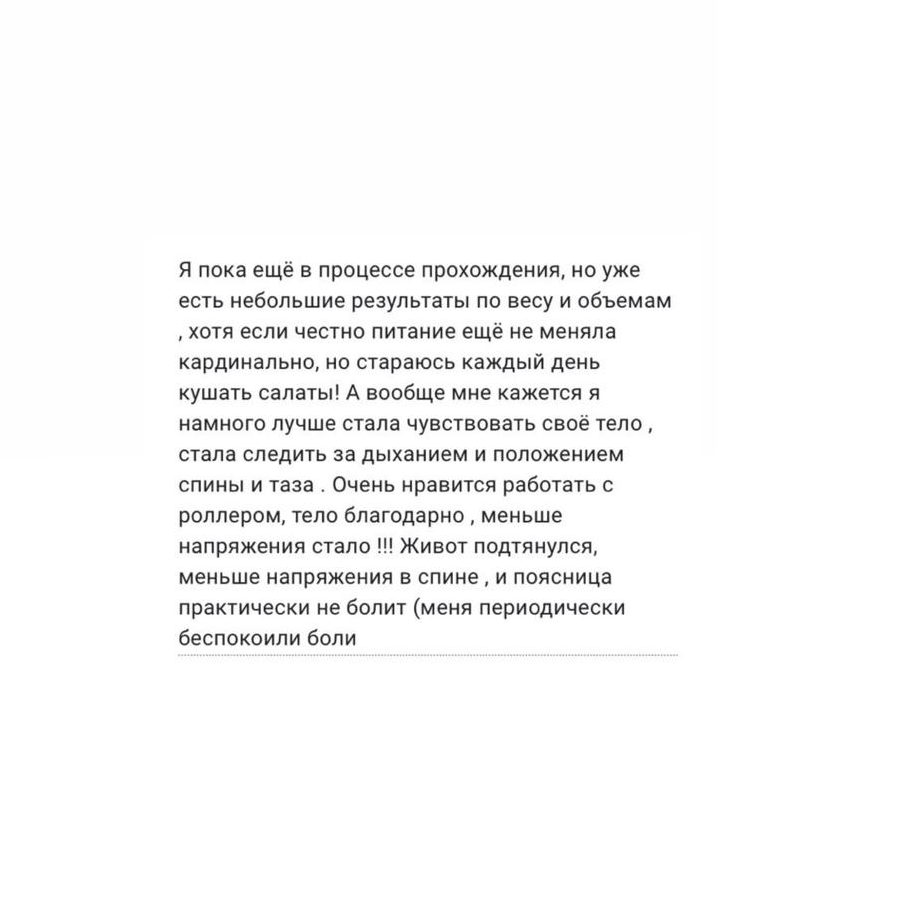 Я пока ещё в процессе прохождения, но уже
есть небольшие результаты по весу и объемам
, хотя если честно питание ещё не меняла
кардинально, но стараюсь каждый день
кушать салаты! А вообще мне кажется я
намного лучше стала чувствовать своё тело ,
стала следить за дыханием и положением
спины и таза . Очень нравится работать с
роллером, тело благодарно , меньше
напряжения стало !!! Живот подтянулся,
меньше напряжения в спине , и поясница
практически не болит (меня периодически
беспокоили боли